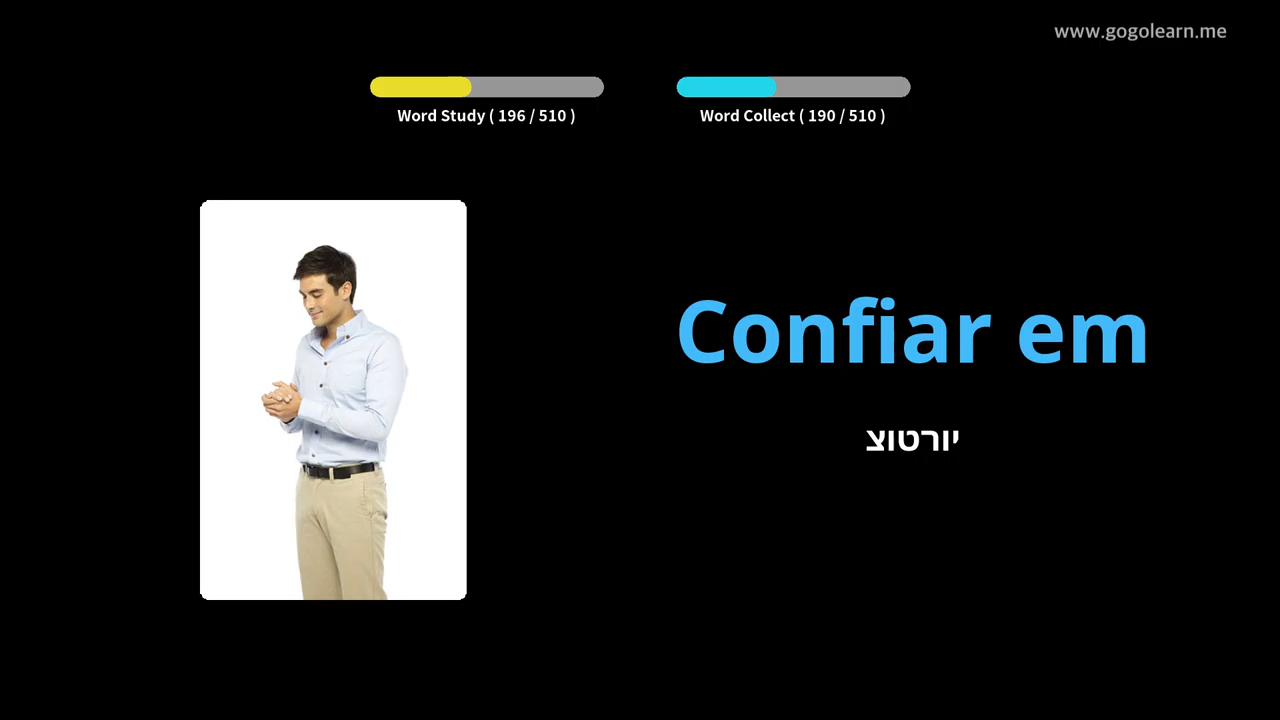 www.gogolearn.me
Word Study ( 196 / 510 )
Word Collect ( 190 / 510 )
Confiar em
יורטוצ